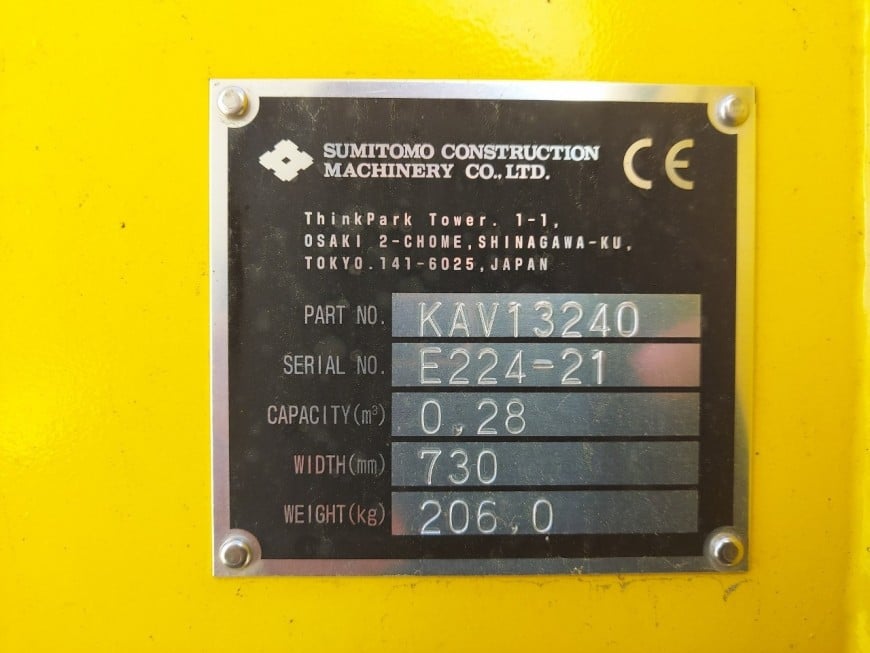 SUMITOMO CONSTRUCTION
MACHINERY CO.,LTD.
CE
ThinkPark Tower. 1-1,
OSAKI 2-CHOME,SHINAGAWA-KU,
TOKYO.141-6025,JAPAN
PART NO. KAV13240
SERIAL NO. E224-21
CAPACITY(m³) 0,28
WIDTH(mm) 730
WEIGHT(kg) 206,0